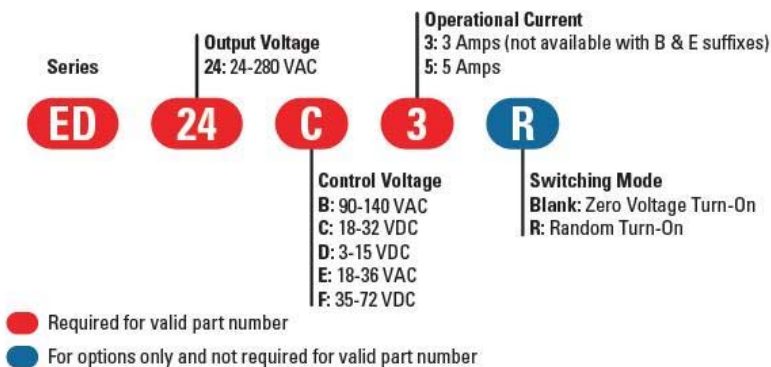 Operational Current
3: 3 Amps (not available with B & E suffixes)
5: 5 Amps
Output Voltage
24: 24-280 VAC
Series
ED 24 C 3 R
Control Voltage
B: 90-140 VAC
C: 18-32 VDC
D: 3-15 VDC
E: 18-36 VAC
F: 35-72 VDC
Switching Mode
Blank: Zero Voltage Turn-On
R: Random Turn-On
Required for valid part number
For options only and not required for valid part number